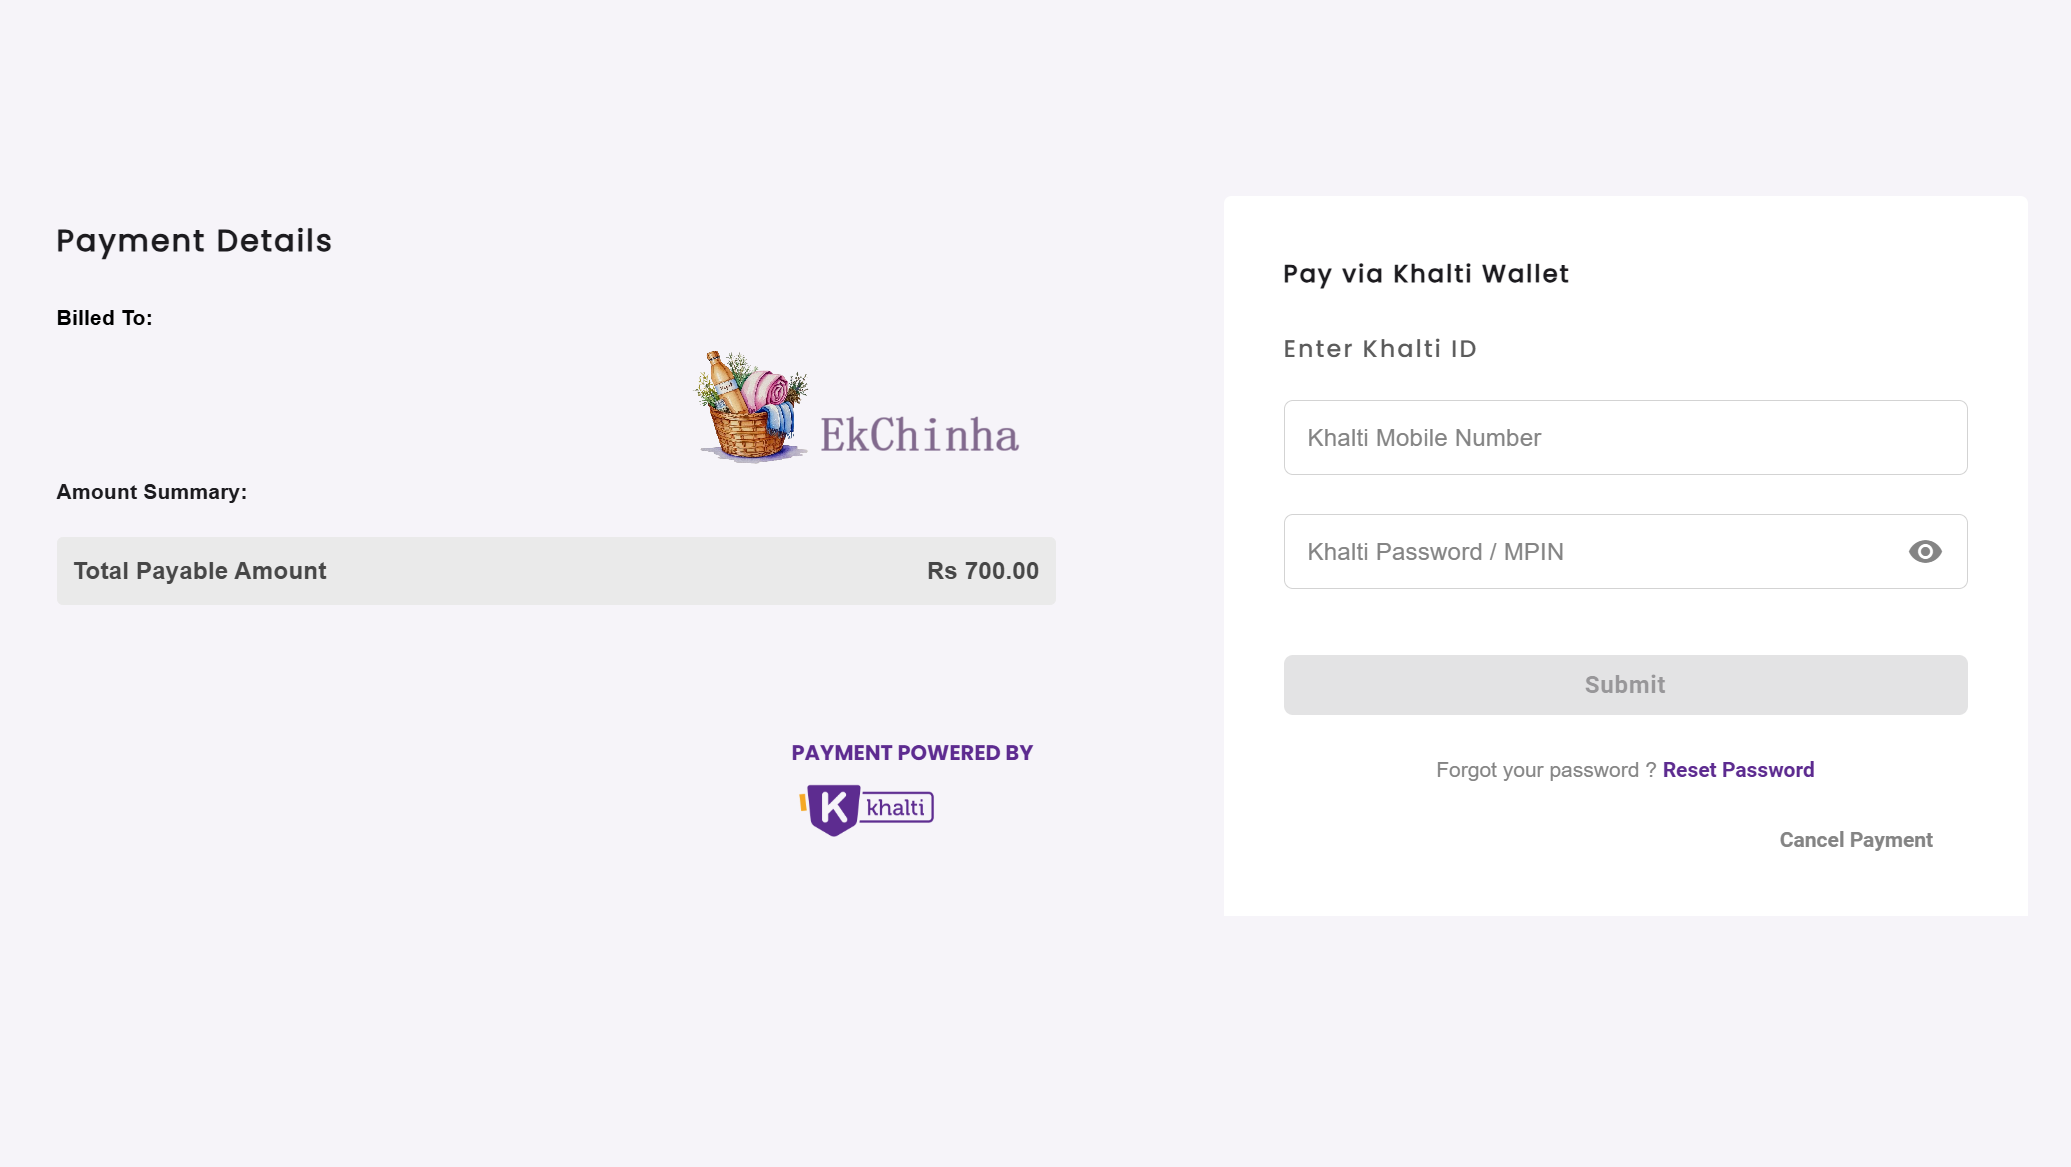 Payment Details
Billed To:
EkChinha
Amount Summary:
Total Payable Amount Rs 700.00
PAYMENT POWERED BY
K khalti
Pay via Khalti Wallet
Enter Khalti ID
Khalti Mobile Number
Khalti Password / MPIN
Submit
Forgot your password ? Reset Password
Cancel Payment